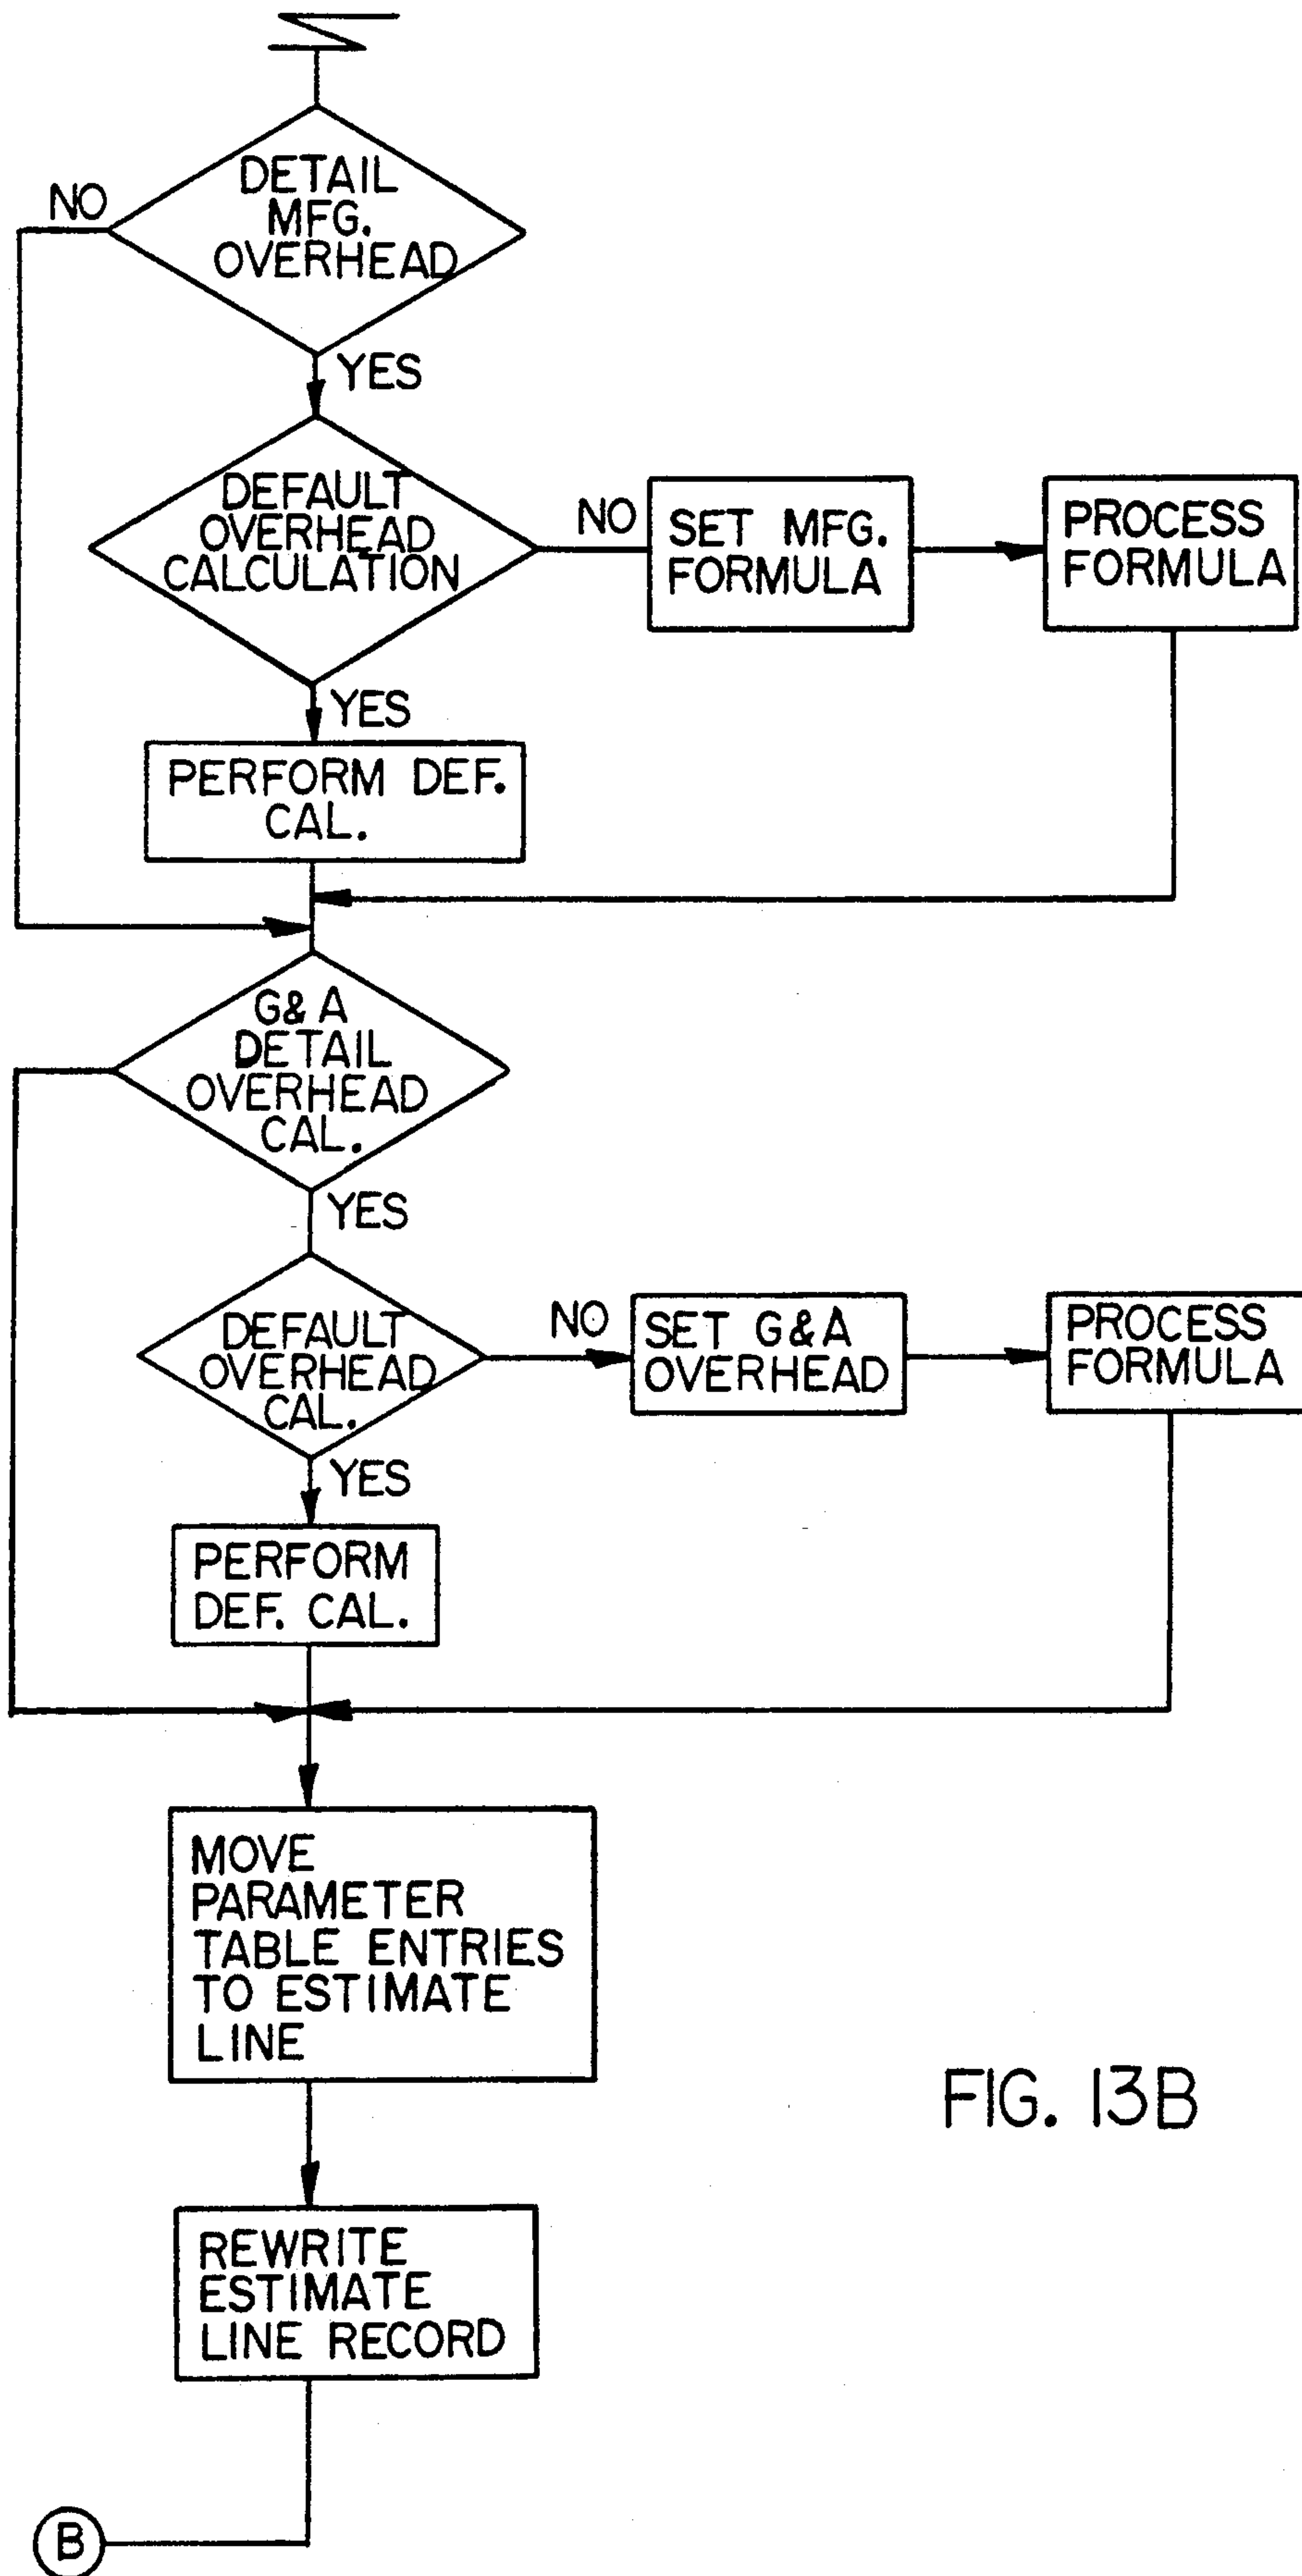 DETAIL
MFG.
OVERHEAD
NO
YES
DEFAULT
OVERHEAD
CALCULATION
NO
SET MFG.
FORMULA
PROCESS
FORMULA
YES
PERFORM DEF.
CAL.
G&A
DETAIL
OVERHEAD
CAL.
YES
DEFAULT
OVERHEAD
CAL.
NO
SET G&A
OVERHEAD
PROCESS
FORMULA
YES
PERFORM
DEF. CAL.
MOVE
PARAMETER
TABLE ENTRIES
TO ESTIMATE
LINE
FIG. 13B
REWRITE
ESTIMATE
LINE RECORD
B